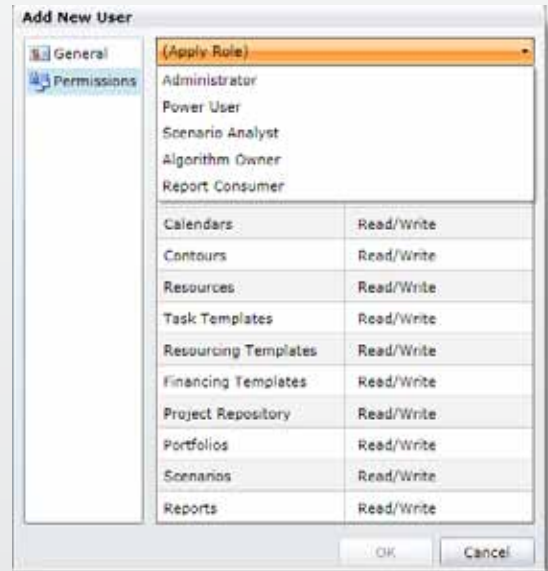 Add New User
General
Permissions
(Apply Role)
Administrator
Power User
Scenario Analyst
Algorithm Owner
Report Consumer
Calendars Read/Write
Contours Read/Write
Resources Read/Write
Task Templates Read/Write
Resourcing Templates Read/Write
Financing Templates Read/Write
Project Repository Read/Write
Portfolios Read/Write
Scenarios Read/Write
Reports Read/Write
OK Cancel